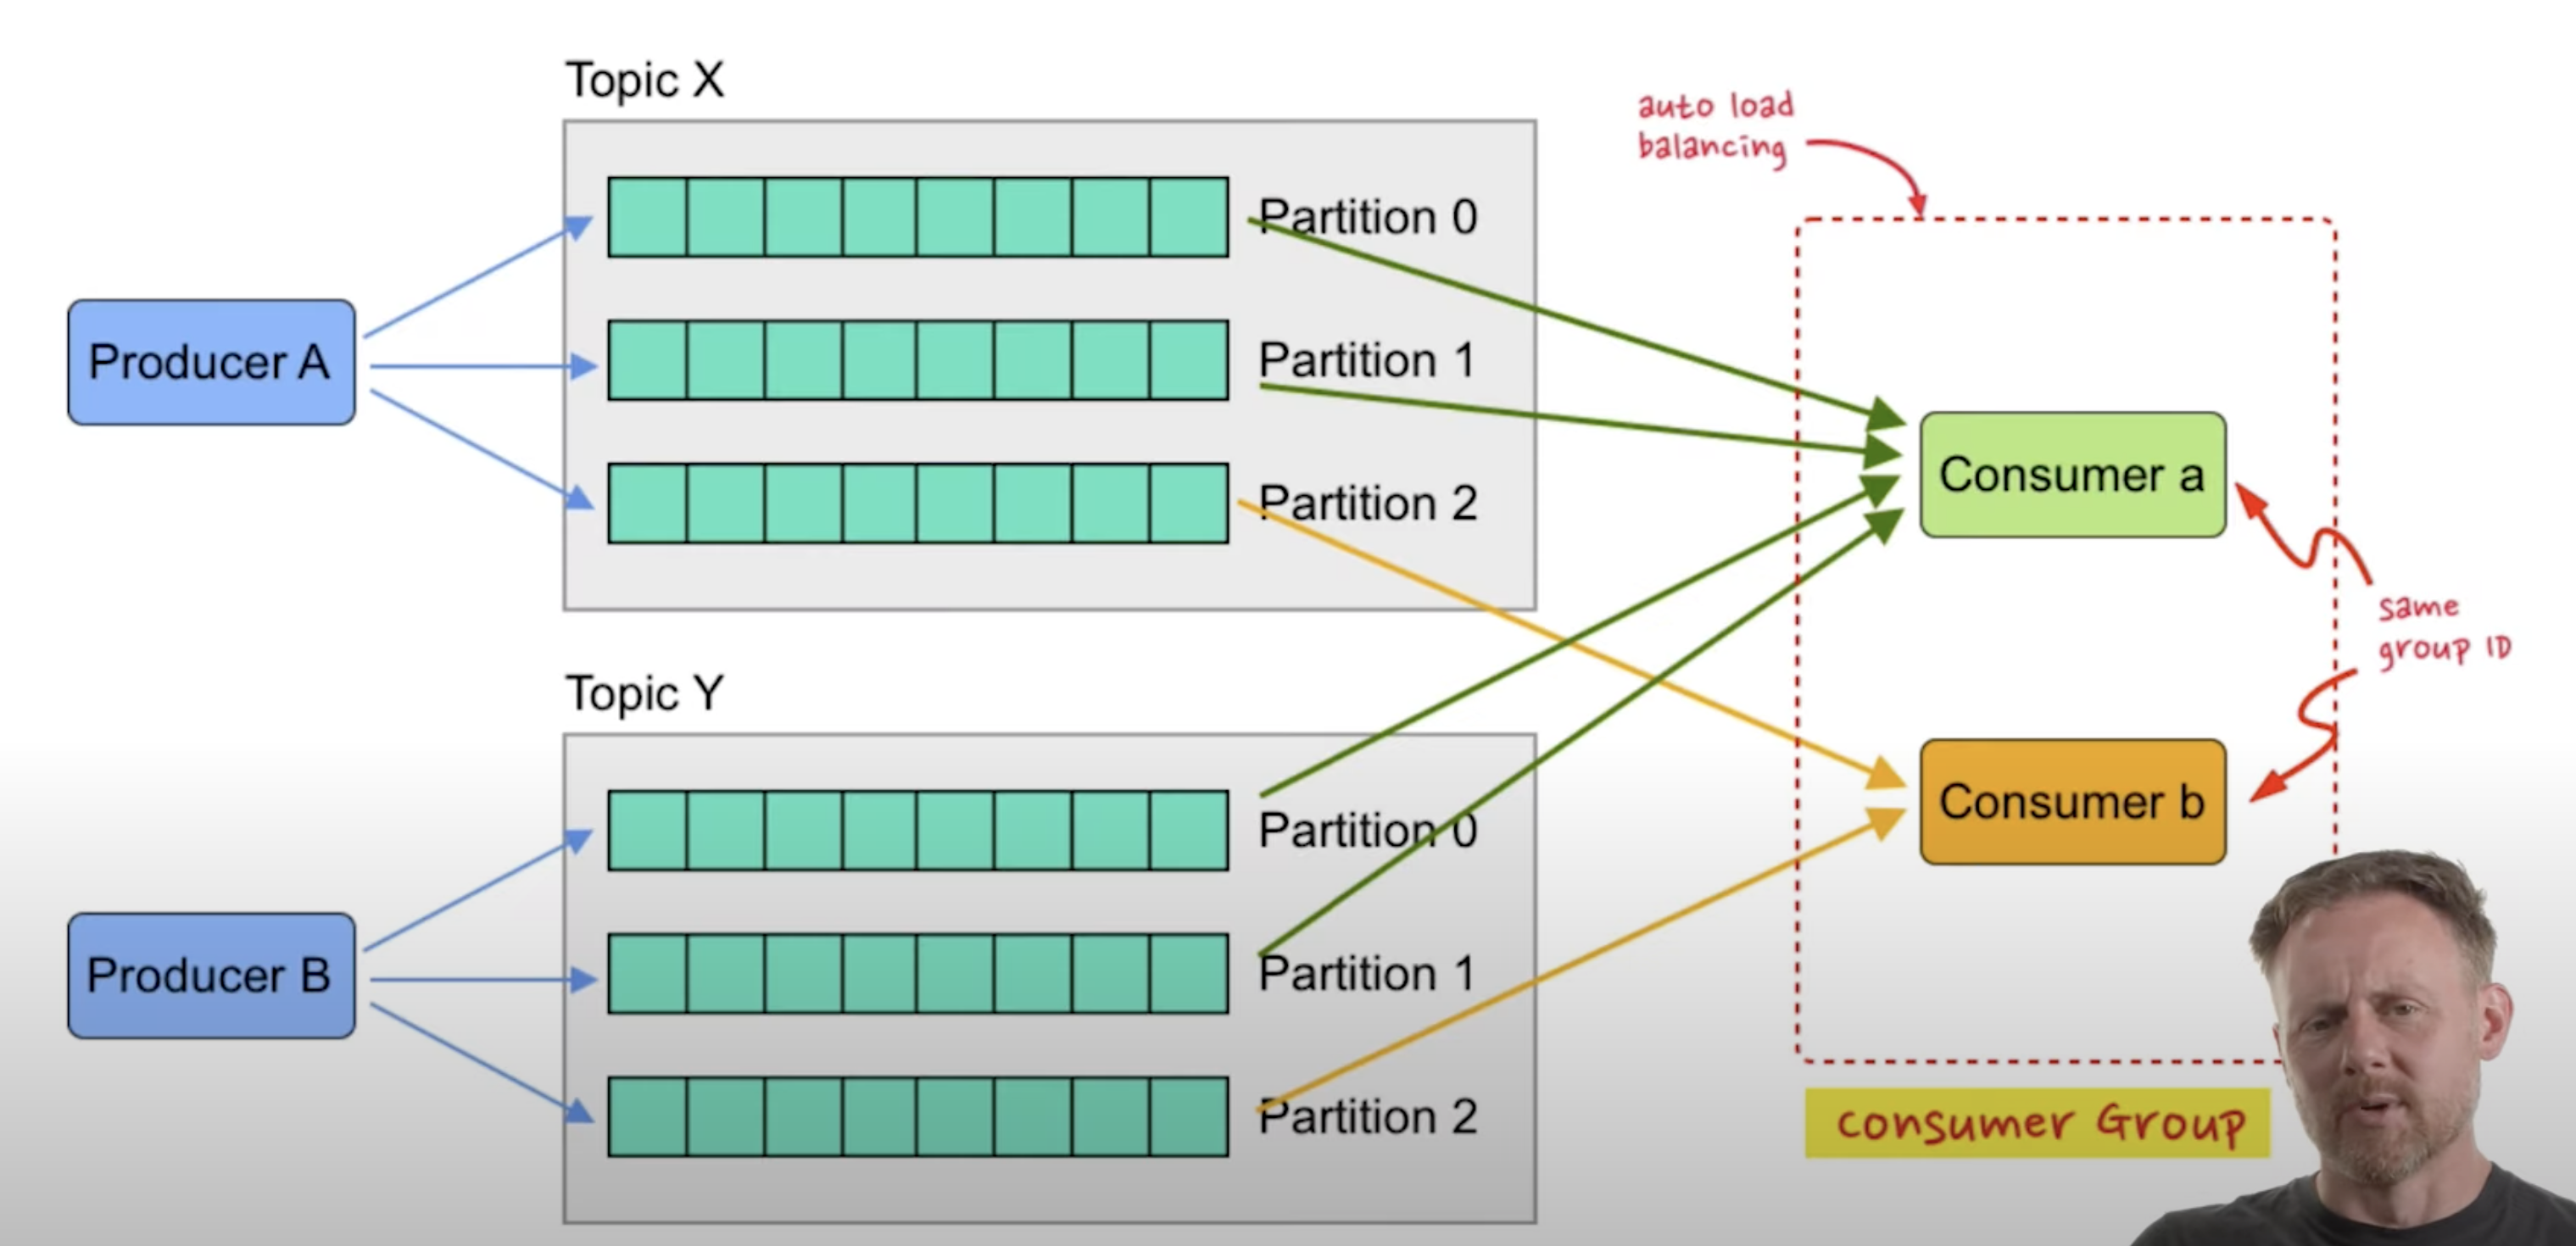 Topic X
auto load
balancing
Partition 0
Producer A
Partition 1
Consumer a
Partition 2
same
group ID
Topic Y
Consumer b
Partition 0
Producer B
Partition 1
Partition 2
Consumer Group